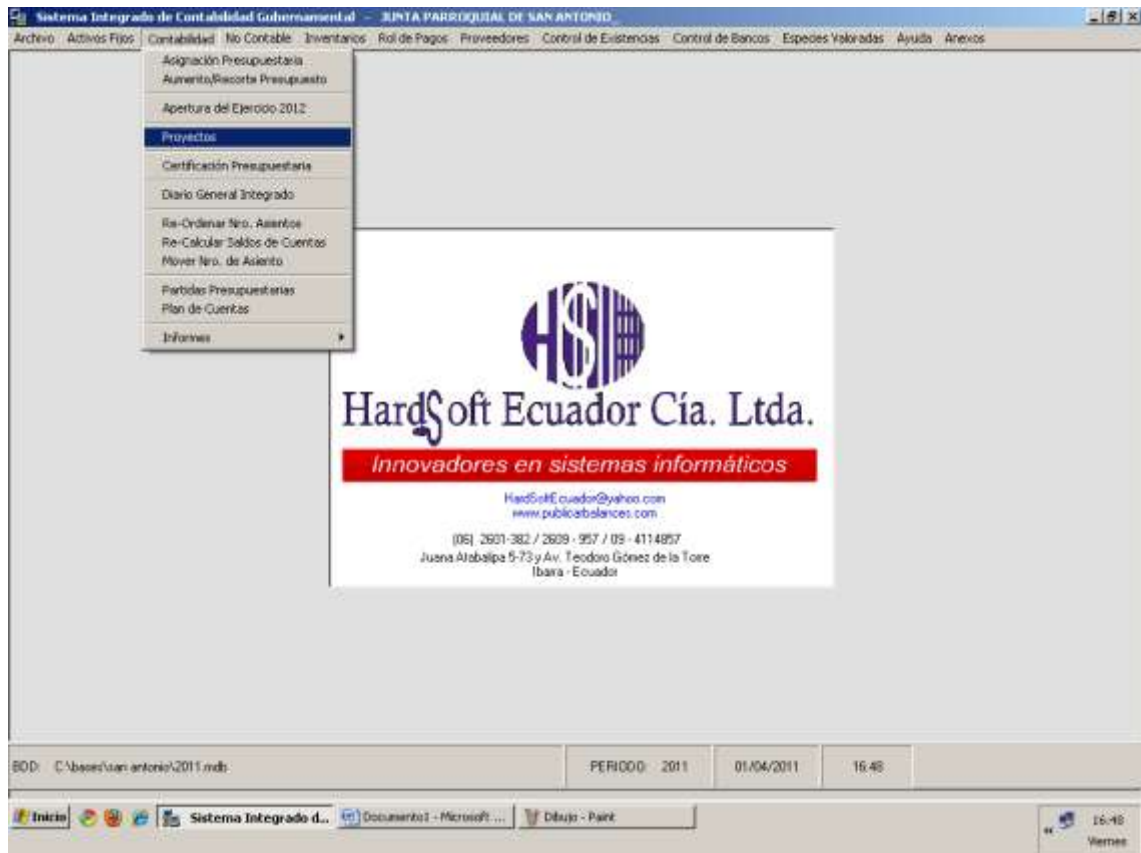 Sistema Integrado de Contabilidad Gubernamental - JUNTA PARROQUIAL DE SAN ANTONIO_
Archivo Activos Fijos Contabilidad No Contable Inventarios Rol de Pagos Proveedores Control de Existencias Control de Bancos Especies Valoradas Ayuda Anexos
Asignación Presupuestaria
Aumento/Recorte Presupuesto
Apertura del Ejercicio 2012
Proyectos
Certificación Presupuestaria
Diario General Integrado
Re-Ordenar Nro. Asientos
Re-Calcular Saldos de Cuentas
Mover Nro. de Asiento
Partidas Presupuestarias
Plan de Cuentas
Informes
HS
HardSoft Ecuador Cía. Ltda.
Innovadores en sistemas informáticos
HardSoftEcuador@yahoo.com
www.publicarbalances.com
(06) 2601-382 / 2609 - 957 / 09 - 4114857
Juana Atabalipa 5-73 y Av. Teodoro Gómez de la Torre
Ibarra - Ecuador
BDD: C:\bases\san antonio\2011.mdb PERIODO: 2011 01/04/2011 16:48
Inicio Sistema Integrado d... Documento1 - Microsoft ... Dibujo - Paint 16:48
Viernes